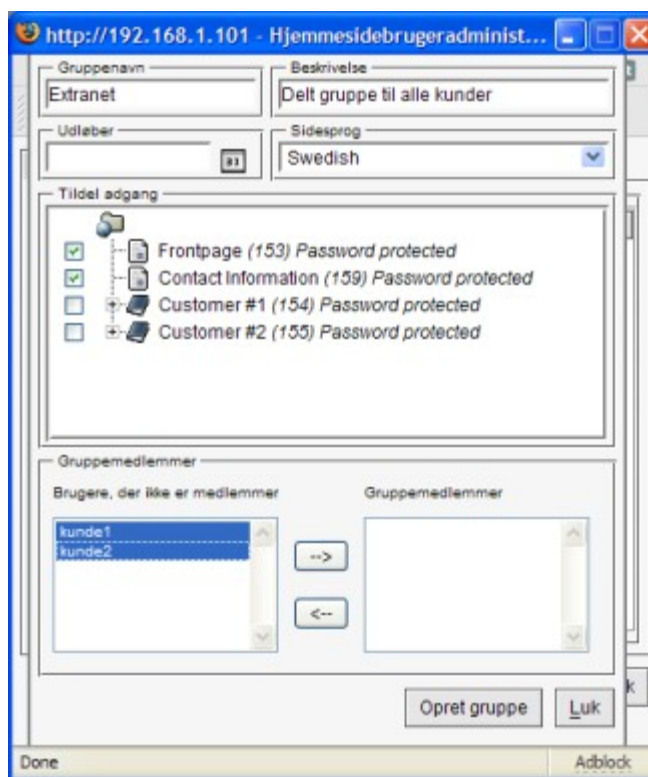 http://192.168.1.101 - Hjemmesidebrugeradminist...
Gruppenavn
Extranet
Beskrivelse
Delt gruppe til alle kunder
Udløber
Sidesprog
Swedish
Tildel adgang
Frontpage (153) Password protected
Contact Information (159) Password protected
Customer #1 (154) Password protected
Customer #2 (155) Password protected
Gruppemedlemmer
Brugere, der ikke er medlemmer
Gruppemedlemmer
kunde1
kunde2
-->
<--
Opret gruppe
Luk
k
Done
Adblock